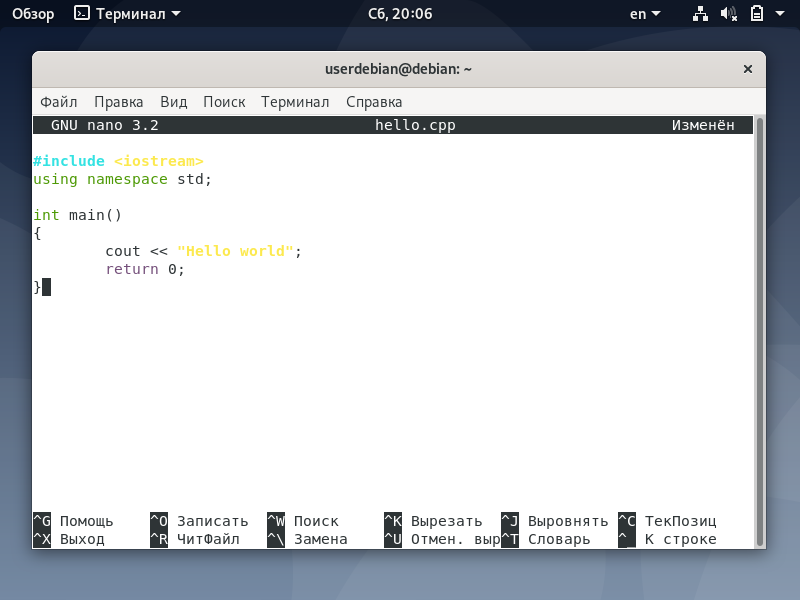 Обзор Терминал Сб, 20:06 en
userdebian@debian: ~ ×
Файл Правка Вид Поиск Терминал Справка
GNU nano 3.2 hello.cpp Изменён
#include <iostream>
using namespace std;
int main()
{
cout << "Hello world";
return 0;
}
^G Помощь ^O Записать ^W Поиск ^K Вырезать ^J Выровнять ^C ТекПозиц
^X Выход ^R ЧитФайл ^\ Замена ^U Отмен. выр ^T Словарь ^_ К строке